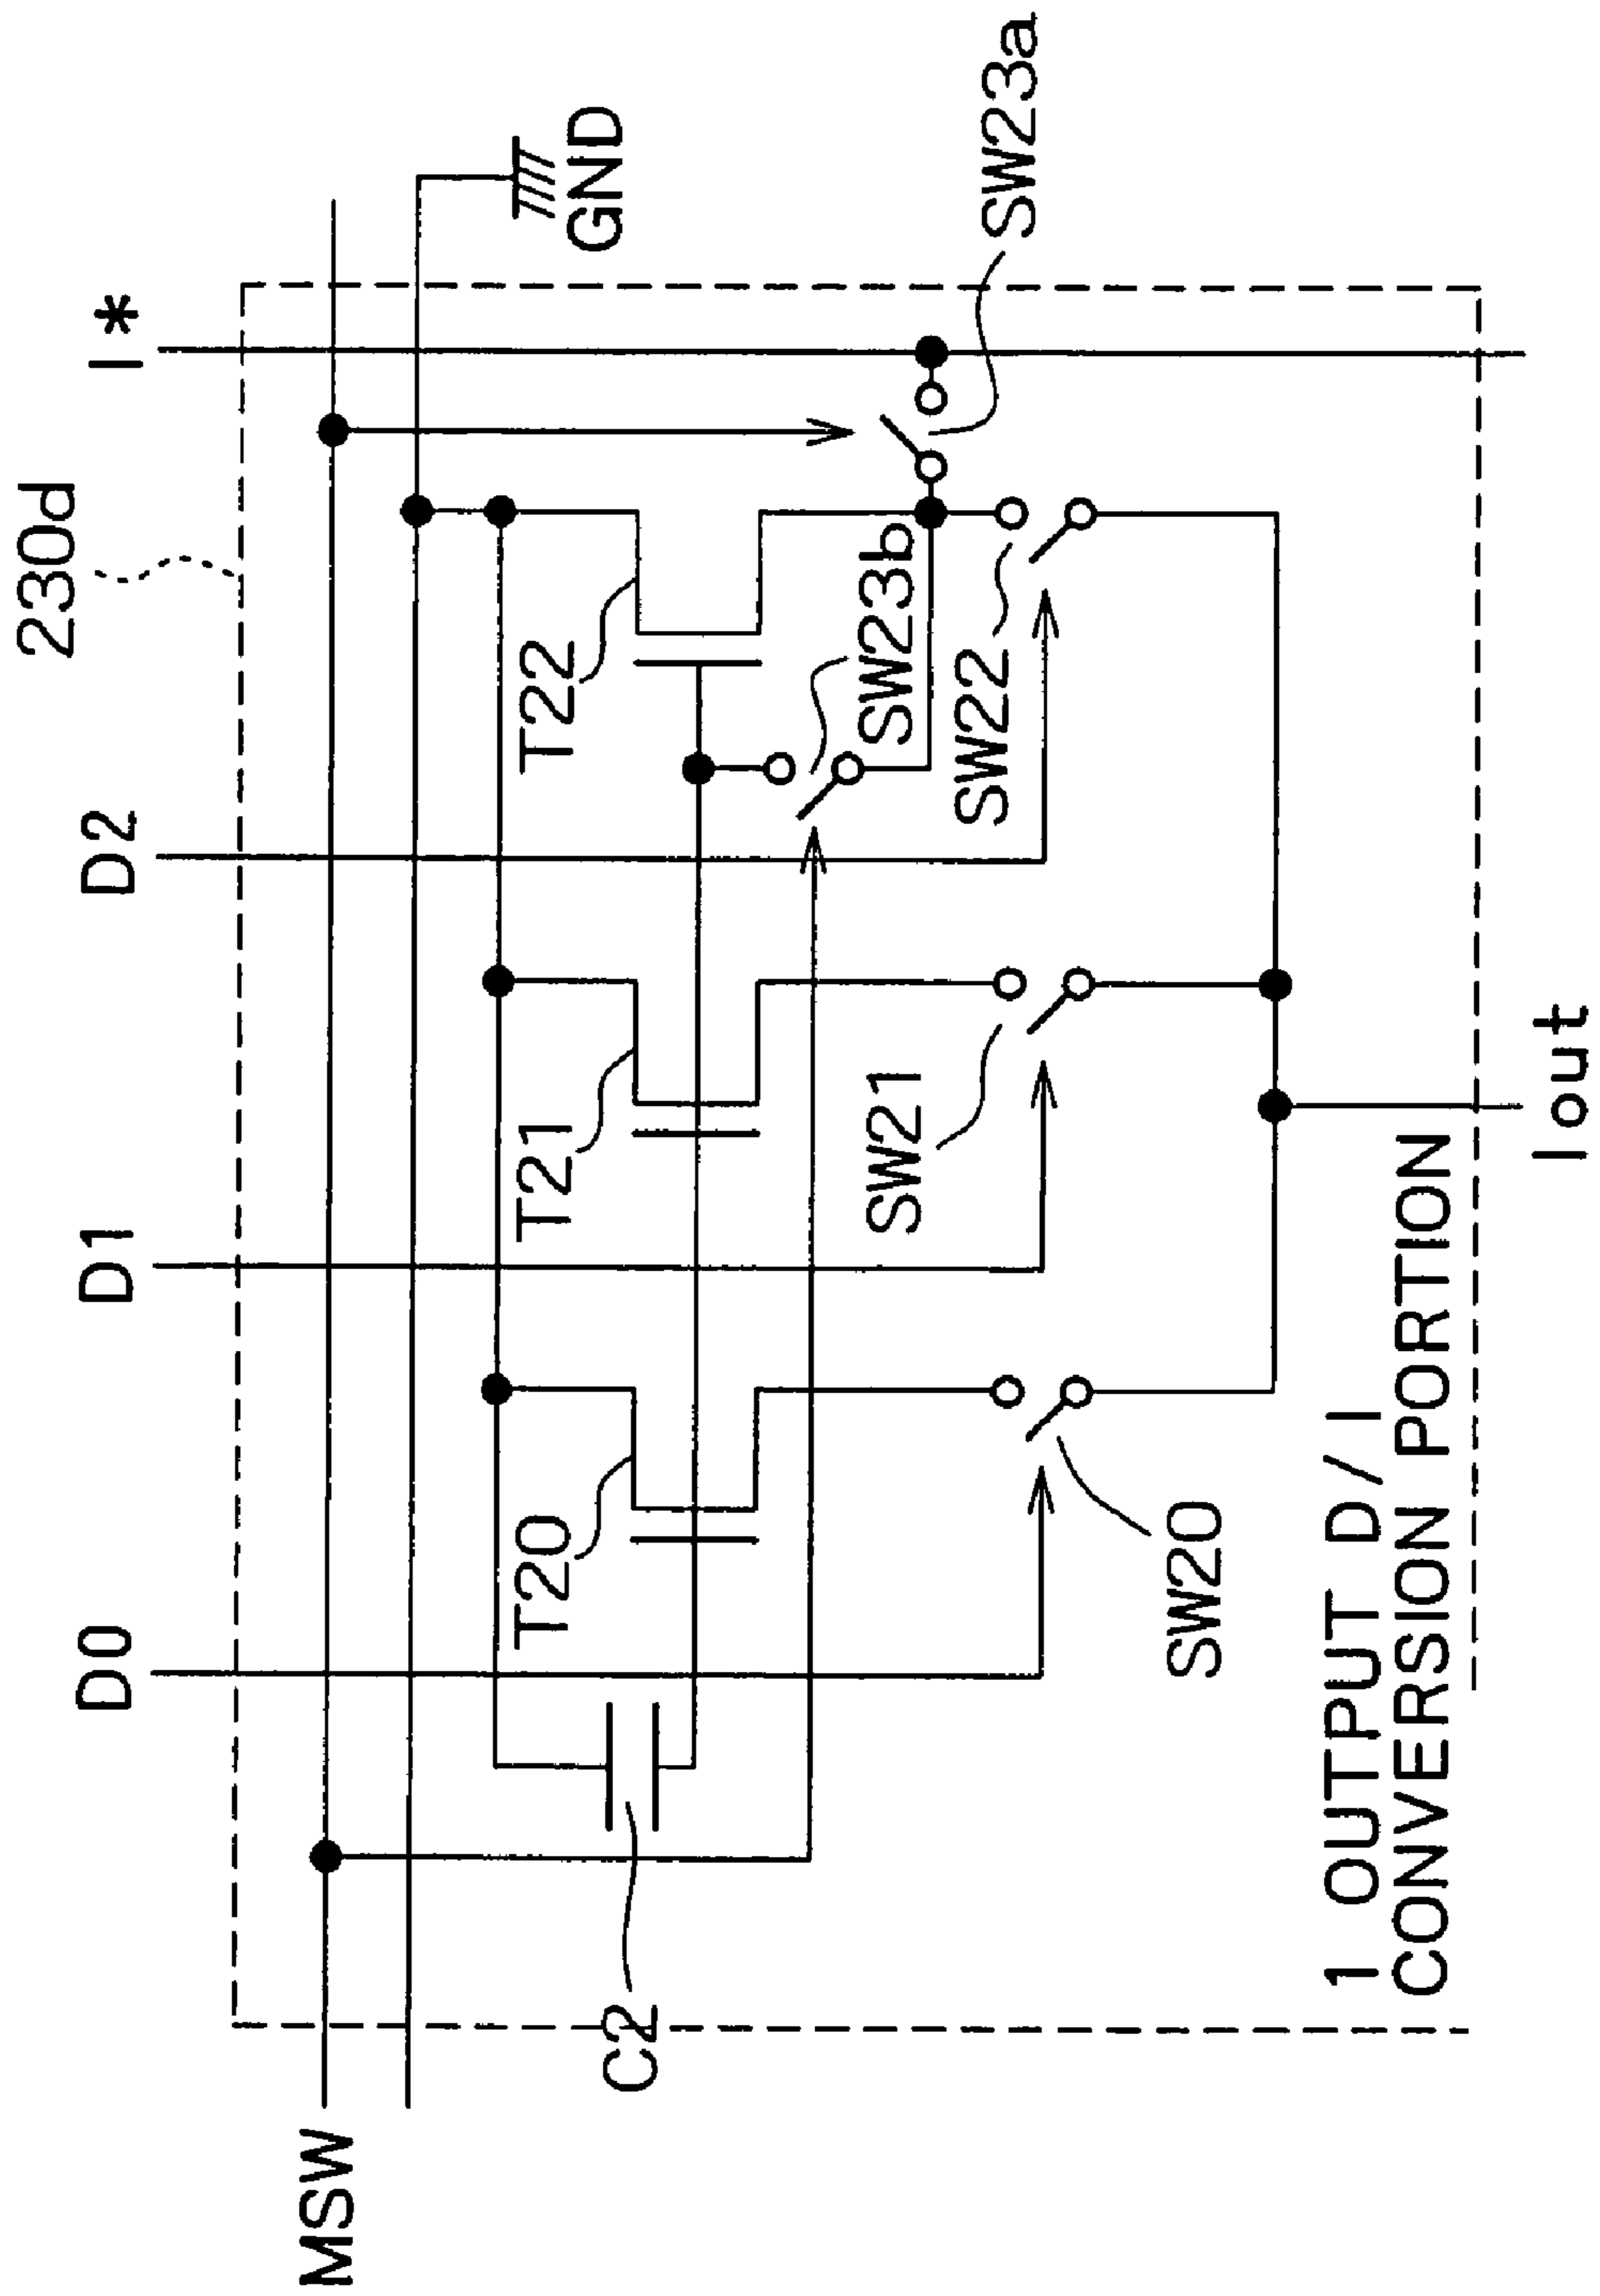 230d
D0
D1
D2
I*
MSW
GND
T20
T21
T22
C2
SW23b
SW23a
SW21
SW22
SW20
1 OUTPUT D/I
CONVERSION PORTION
Iout